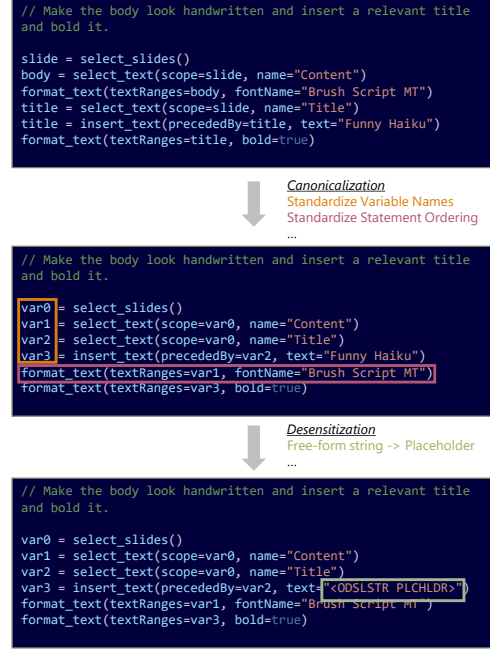 // Make the body look handwritten and insert a relevant title
and bold it.
slide = select_slides()
body = select_text(scope=slide, name="Content")
format_text(textRanges=body, fontName="Brush Script MT")
title = select_text(scope=slide, name="Title")
title = insert_text(precededBy=title, text="Funny Haiku")
format_text(textRanges=title, bold=true)
Canonicalization
Standardize Variable Names
Standardize Statement Ordering
...
// Make the body look handwritten and insert a relevant title
and bold it.
var0 = select_slides()
var1 = select_text(scope=var0, name="Content")
var2 = select_text(scope=var0, name="Title")
var3 = insert_text(precededBy=var2, text="Funny Haiku")
format_text(textRanges=var1, fontName="Brush Script MT")
format_text(textRanges=var3, bold=true)
Desensitization
Free-form string -> Placeholder
...
// Make the body look handwritten and insert a relevant title
and bold it.
var0 = select_slides()
var1 = select_text(scope=var0, name="Content")
var2 = select_text(scope=var0, name="Title")
var3 = insert_text(precededBy=var2, text="<ODSLSTR PLCHLDR>")
format_text(textRanges=var1, fontName="Brush Script MT")
format_text(textRanges=var3, bold=true)